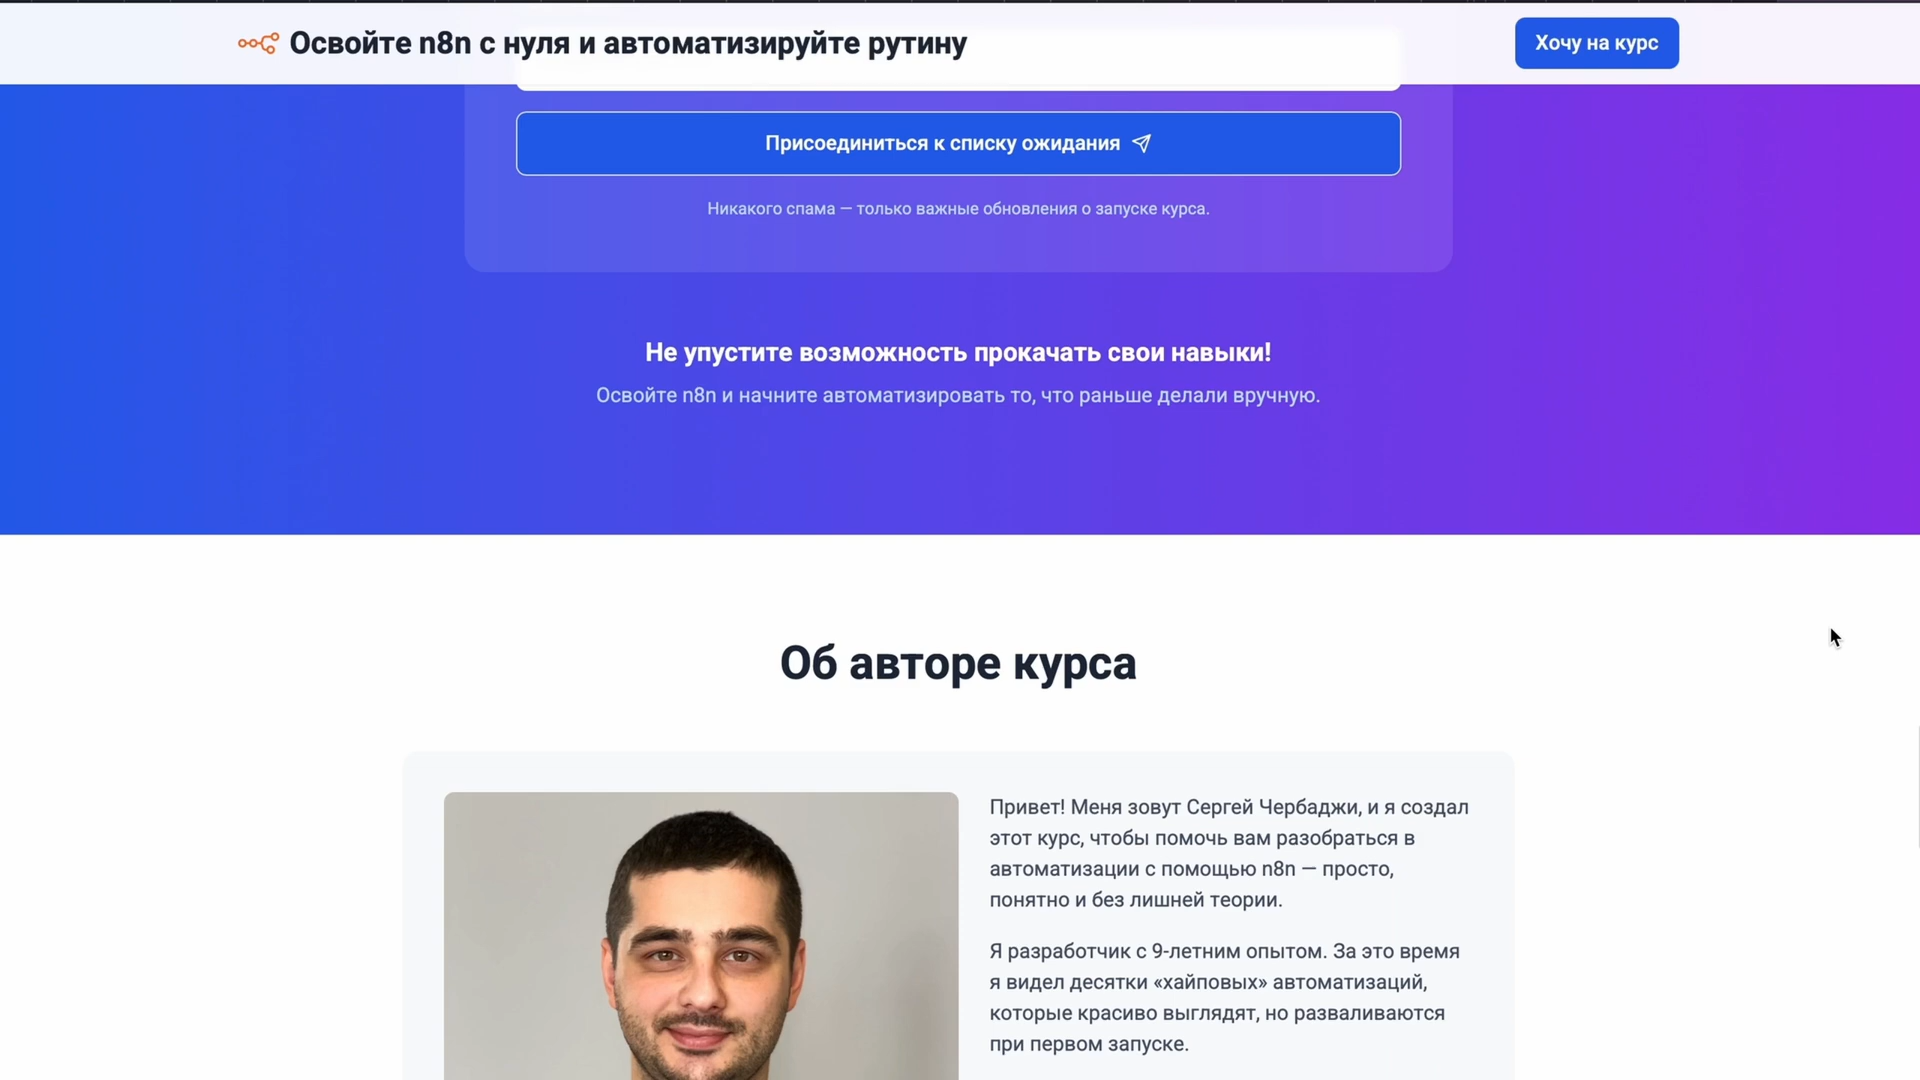 Освойте n8n с нуля и автоматизируйте рутину
Хочу на курс
Присоединиться к списку ожидания
Никакого спама — только важные обновления о запуске курса.
Не упустите возможность прокачать свои навыки!
Освойте n8n и начните автоматизировать то, что раньше делали вручную.
Об авторе курса
Привет! Меня зовут Сергей Чербаджи, и я создал
этот курс, чтобы помочь вам разобраться в
автоматизации с помощью n8n — просто,
понятно и без лишней теории.
Я разработчик с 9-летним опытом. За это время
я видел десятки «хайповых» автоматизаций,
которые красиво выглядят, но разваливаются
при первом запуске.